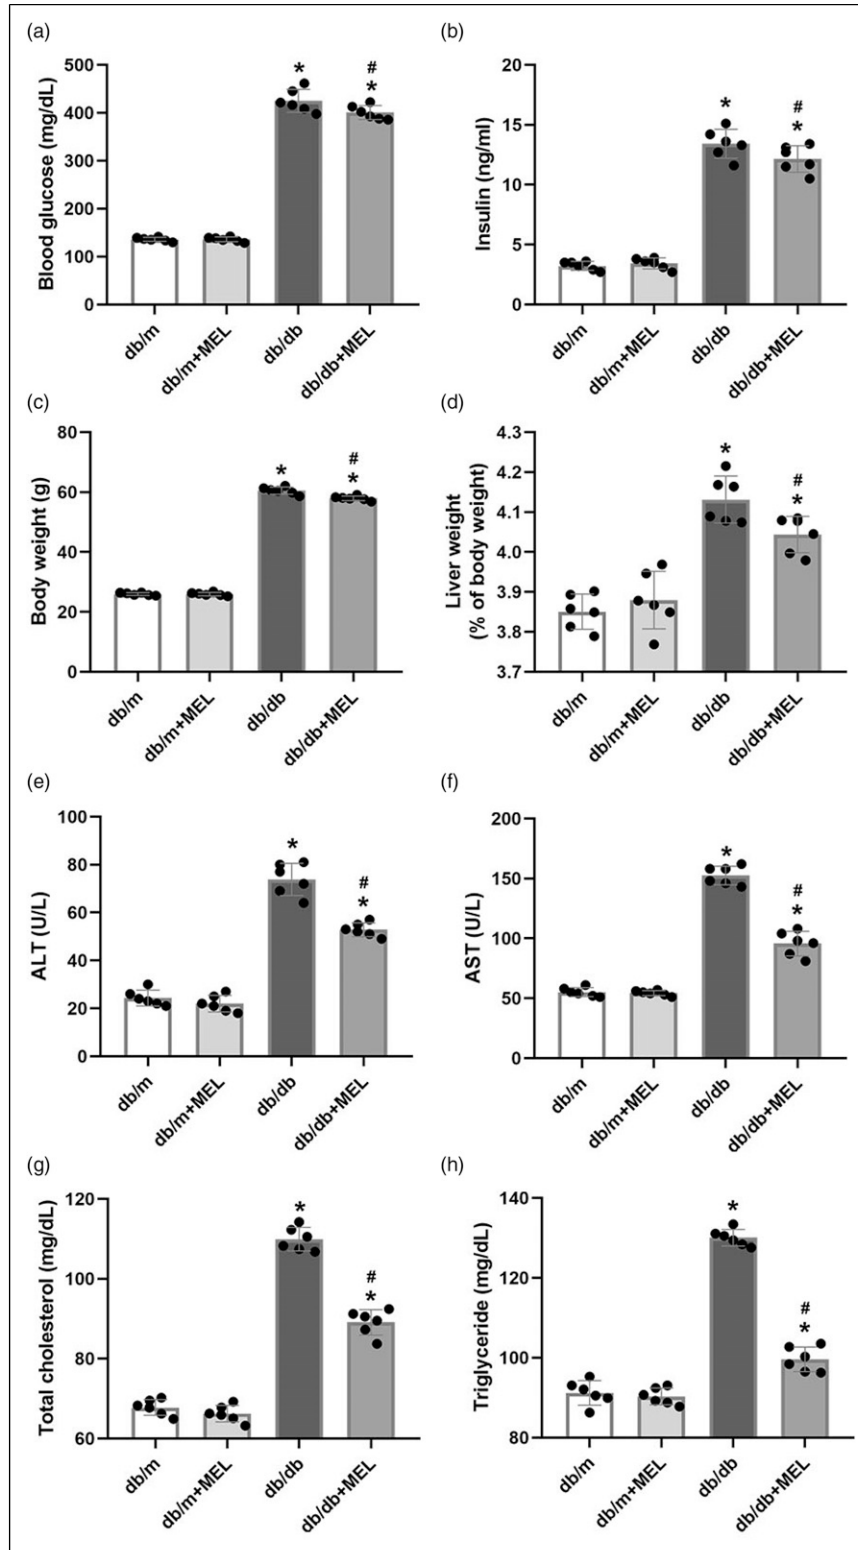 (a)
Blood glucose (mg/dL)
500
400
300
200
100
0
*
#
*
db/m
db/m+MEL
db/db
db/db+MEL
(b)
Insulin (ng/ml)
20
15
10
5
0
*
#
*
db/m
db/m+MEL
db/db
db/db+MEL
(c)
Body weight (g)
80
60
40
20
0
*
#
*
db/m
db/m+MEL
db/db
db/db+MEL
(d)
Liver weight
(% of body weight)
4.3
4.2
4.1
4.0
3.9
3.8
3.7
*
#
*
db/m
db/m+MEL
db/db
db/db+MEL
(e)
ALT (U/L)
100
80
60
40
20
0
*
#
*
db/m
db/m+MEL
db/db
db/db+MEL
(f)
AST (U/L)
200
150
100
50
0
*
#
*
db/m
db/m+MEL
db/db
db/db+MEL
(g)
Total cholesterol (mg/dL)
120
100
80
60
*
#
*
db/m
db/m+MEL
db/db
db/db+MEL
(h)
Triglyceride (mg/dL)
140
130
100
80
*
#
*
db/m
db/m+MEL
db/db
db/db+MEL